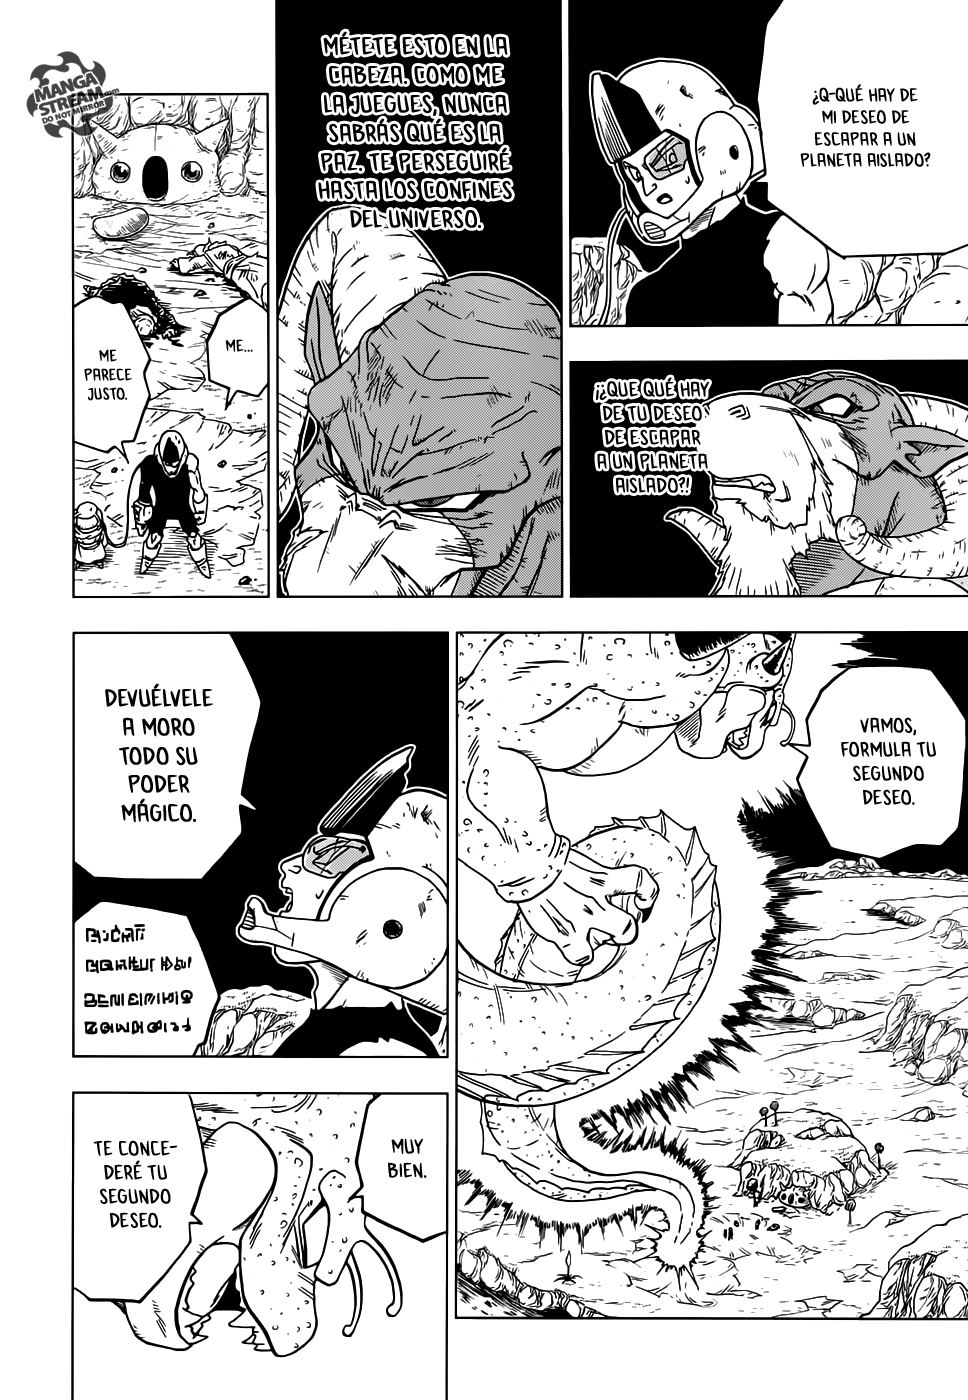 MANGA
STREAM.com
DO NOT MIRROR
¿Q-QUÉ HAY DE
MI DESEO DE
ESCAPAR A UN
PLANETA AISLADO?
¡¿QUE QUÉ HAY
DE TU DESEO
DE ESCAPAR
A UN PLANETA
AISLADO?!
MÉTETE ESTO EN LA
CABEZA. COMO ME
LA JUEGUES, NUNCA
SABRÁS QUÉ ES LA
PAZ. TE PERSEGUIRÉ
HASTA LOS CONFINES
DEL UNIVERSO.
ME...
ME
PARECE
JUSTO.
VAMOS,
FORMULA TU
SEGUNDO
DESEO.
DEVUÉLVELE
A MORO
TODO SU
PODER
MÁGICO.
MUY
BIEN.
TE CONCE-
DERÉ TU
SEGUNDO
DESEO.